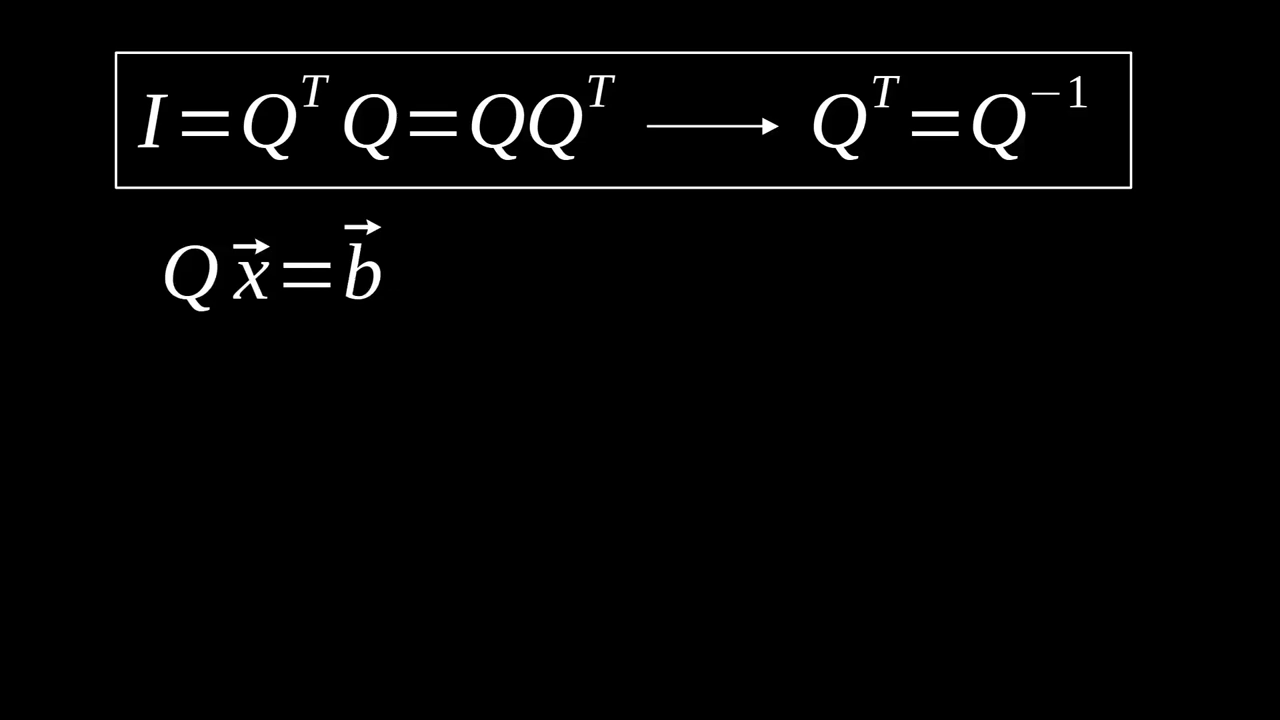 I = Q^T Q = QQ^T ⟶ Q^T = Q^−1
Q x⃗ = b⃗